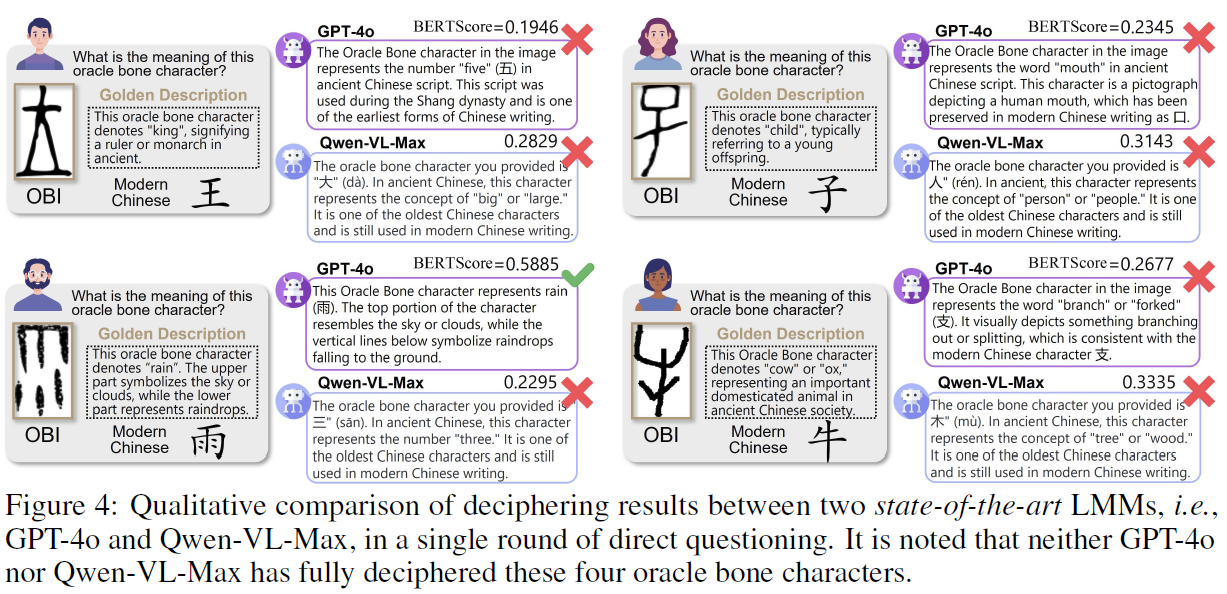 What is the meaning of this
oracle bone character?
Golden Description
This oracle bone character
denotes "king", signifying
a ruler or monarch in
ancient.
OBI
Modern
Chinese
王
GPT-4o
BERTScore=0.1946
The Oracle Bone character in the image
represents the number "five" (五) in
ancient Chinese script. This script was
used during the Shang dynasty and is one
of the earliest forms of Chinese writing.
Qwen-VL-Max
0.2829
The oracle bone character you provided is
"大" (dà). In ancient Chinese, this character
represents the concept of "big" or "large."
It is one of the oldest Chinese characters
and is still used in modern Chinese writing.
What is the meaning of this
oracle bone character?
Golden Description
This oracle bone character
denotes "child", typically
referring to a young
offspring.
OBI
Modern
Chinese
子
GPT-4o
BERTScore=0.2345
The Oracle Bone character in the image
represents the word "mouth" in ancient
Chinese script. This character is a pictograph
depicting a human mouth, which has been
preserved in modern Chinese writing as 口.
Qwen-VL-Max
0.3143
The oracle bone character you provided is
人" (rén). In ancient, this character represents
the concept of "person" or "people." It is one
of the oldest Chinese characters and is still
used in modern Chinese writing.
What is the meaning of this
oracle bone character?
Golden Description
This oracle bone character
denotes "rain". The upper
part symbolizes the sky or
clouds, while the lower
part represents raindrops.
OBI
Modern
Chinese
雨
GPT-4o
BERTScore=0.5885
This Oracle Bone character represents rain
(雨). The top portion of the character
resembles the sky or clouds, while the
vertical lines below symbolize raindrops
falling to the ground.
Qwen-VL-Max
0.2295
The oracle bone character you provided is"
三" (sān). In ancient Chinese, this character
represents the number "three." It is one of
the oldest Chinese characters and is still
used in modern Chinese writing.
What is the meaning of this
oracle bone character?
Golden Description
This Oracle Bone character
denotes "cow" or "ox,"
representing an important
domesticated animal in
ancient Chinese society.
OBI
Modern
Chinese
牛
GPT-4o
BERTScore=0.2677
The Oracle Bone character in the image
represents the word "branch" or "forked"
(支). It visually depicts something branching
out or splitting, which is consistent with the
modern Chinese character 支.
Qwen-VL-Max
0.3335
The oracle bone character you provided is"
木" (mù). In ancient Chinese, this character
represents the concept of "tree" or "wood."
It is one of the oldest Chinese characters
and is still used in modern Chinese writing.
Figure 4: Qualitative comparison of deciphering results between two state-of-the-art LMMs, i.e.,
GPT-4o and Qwen-VL-Max, in a single round of direct questioning. It is noted that neither GPT-4o
nor Qwen-VL-Max has fully deciphered these four oracle bone characters.